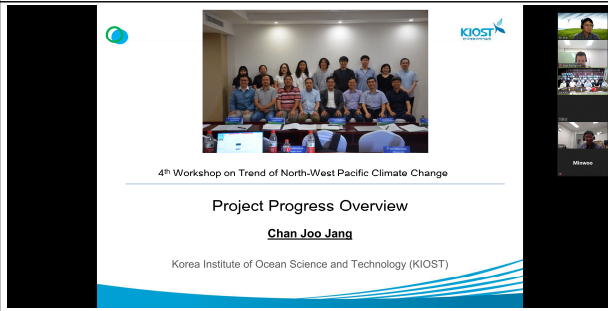 KIOST
4th Workshop on Trend of North-West Pacific Climate Change
Project Progress Overview
Chan Joo Jang
Korea Institute of Ocean Science and Technology (KIOST)
Minwoo